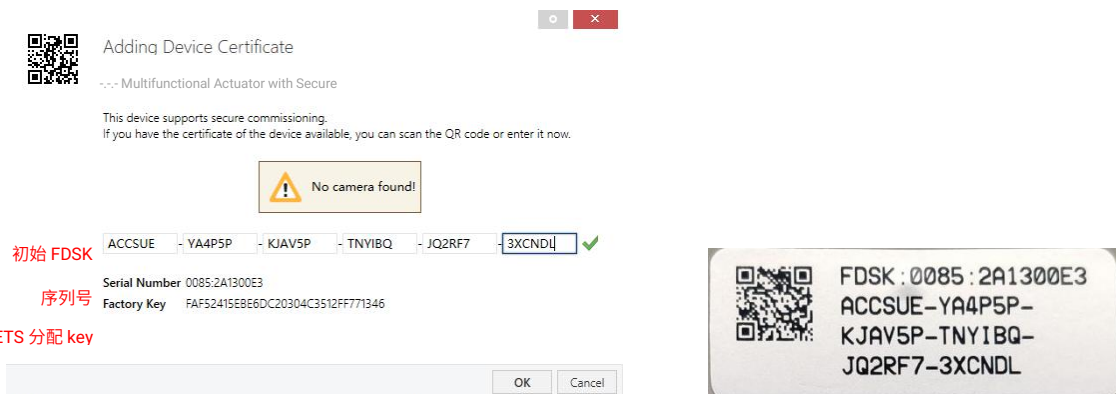 Adding Device Certificate
-.-.- Multifunctional Actuator with Secure
This device supports secure commissioning.
If you have the certificate of the device available, you can scan the QR code or enter it now.
No camera found!
初始 FDSK
ACCSUE - YA4P5P - KJAV5P - TNYIBQ - JQ2RF7 - 3XCNDL
序列号
Serial Number 0085:2A1300E3
Factory Key FAF52415EBE6DC20304C3512FF771346
ETS 分配 key
OK Cancel
FDSK:0085:2A1300E3
ACCSUE-YA4P5P-
KJAV5P-TNYIBQ-
JQ2RF7-3XCNDL